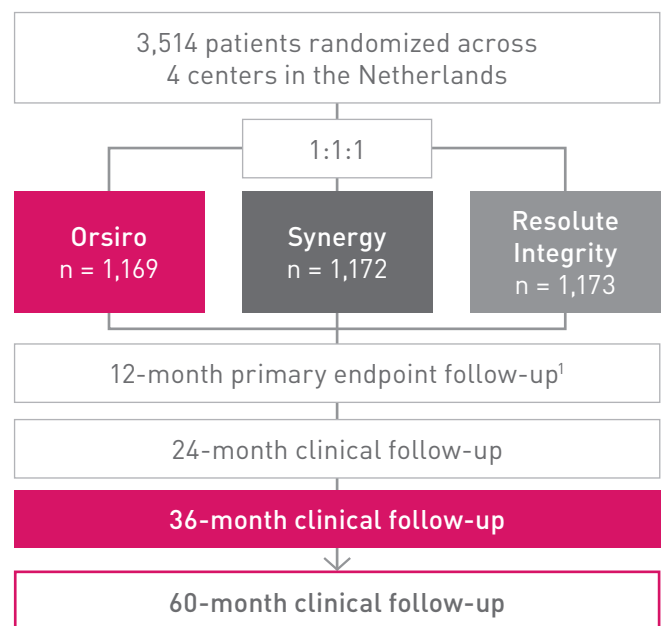 3,514 patients randomized across
4 centers in the Netherlands
1:1:1
Orsiro
n = 1,169
Synergy
n = 1,172
Resolute
Integrity
n = 1,173
12-month primary endpoint follow-up¹
24-month clinical follow-up
36-month clinical follow-up
60-month clinical follow-up